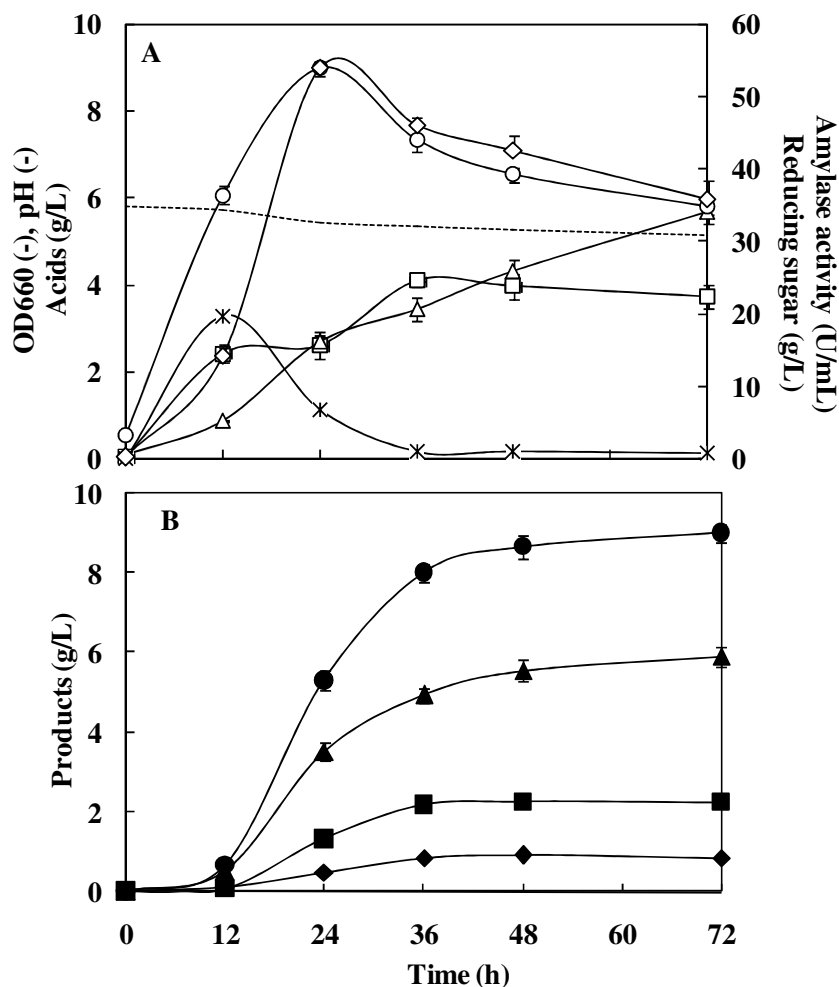 A
10
8
6
4
2
0
OD660 (-), pH (-)
Acids (g/L)
60
50
40
30
20
10
0
Amylase activity (U/mL)
Reducing sugar (g/L)
B
10
8
6
4
2
0
Products (g/L)
0 12 24 36 48 60 72
Time (h)